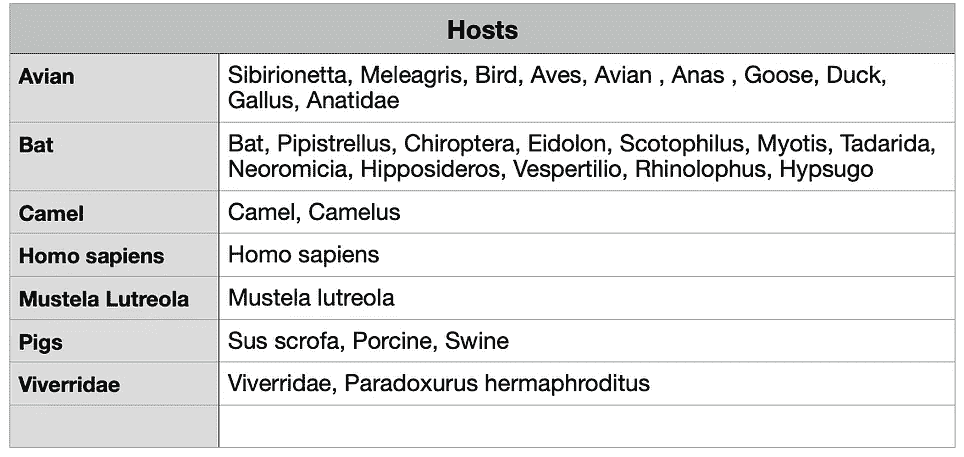 Hosts
Avian
Sibirionetta, Meleagris, Bird, Aves, Avian , Anas , Goose, Duck,
Gallus, Anatidae
Bat
Bat, Pipistrellus, Chiroptera, Eidolon, Scotophilus, Myotis, Tadarida,
Neoromicia, Hipposideros, Vespertilio, Rhinolophus, Hypsugo
Camel
Camel, Camelus
Homo sapiens
Homo sapiens
Mustela Lutreola
Mustela lutreola
Pigs
Sus scrofa, Porcine, Swine
Viverridae
Viverridae, Paradoxurus hermaphroditus